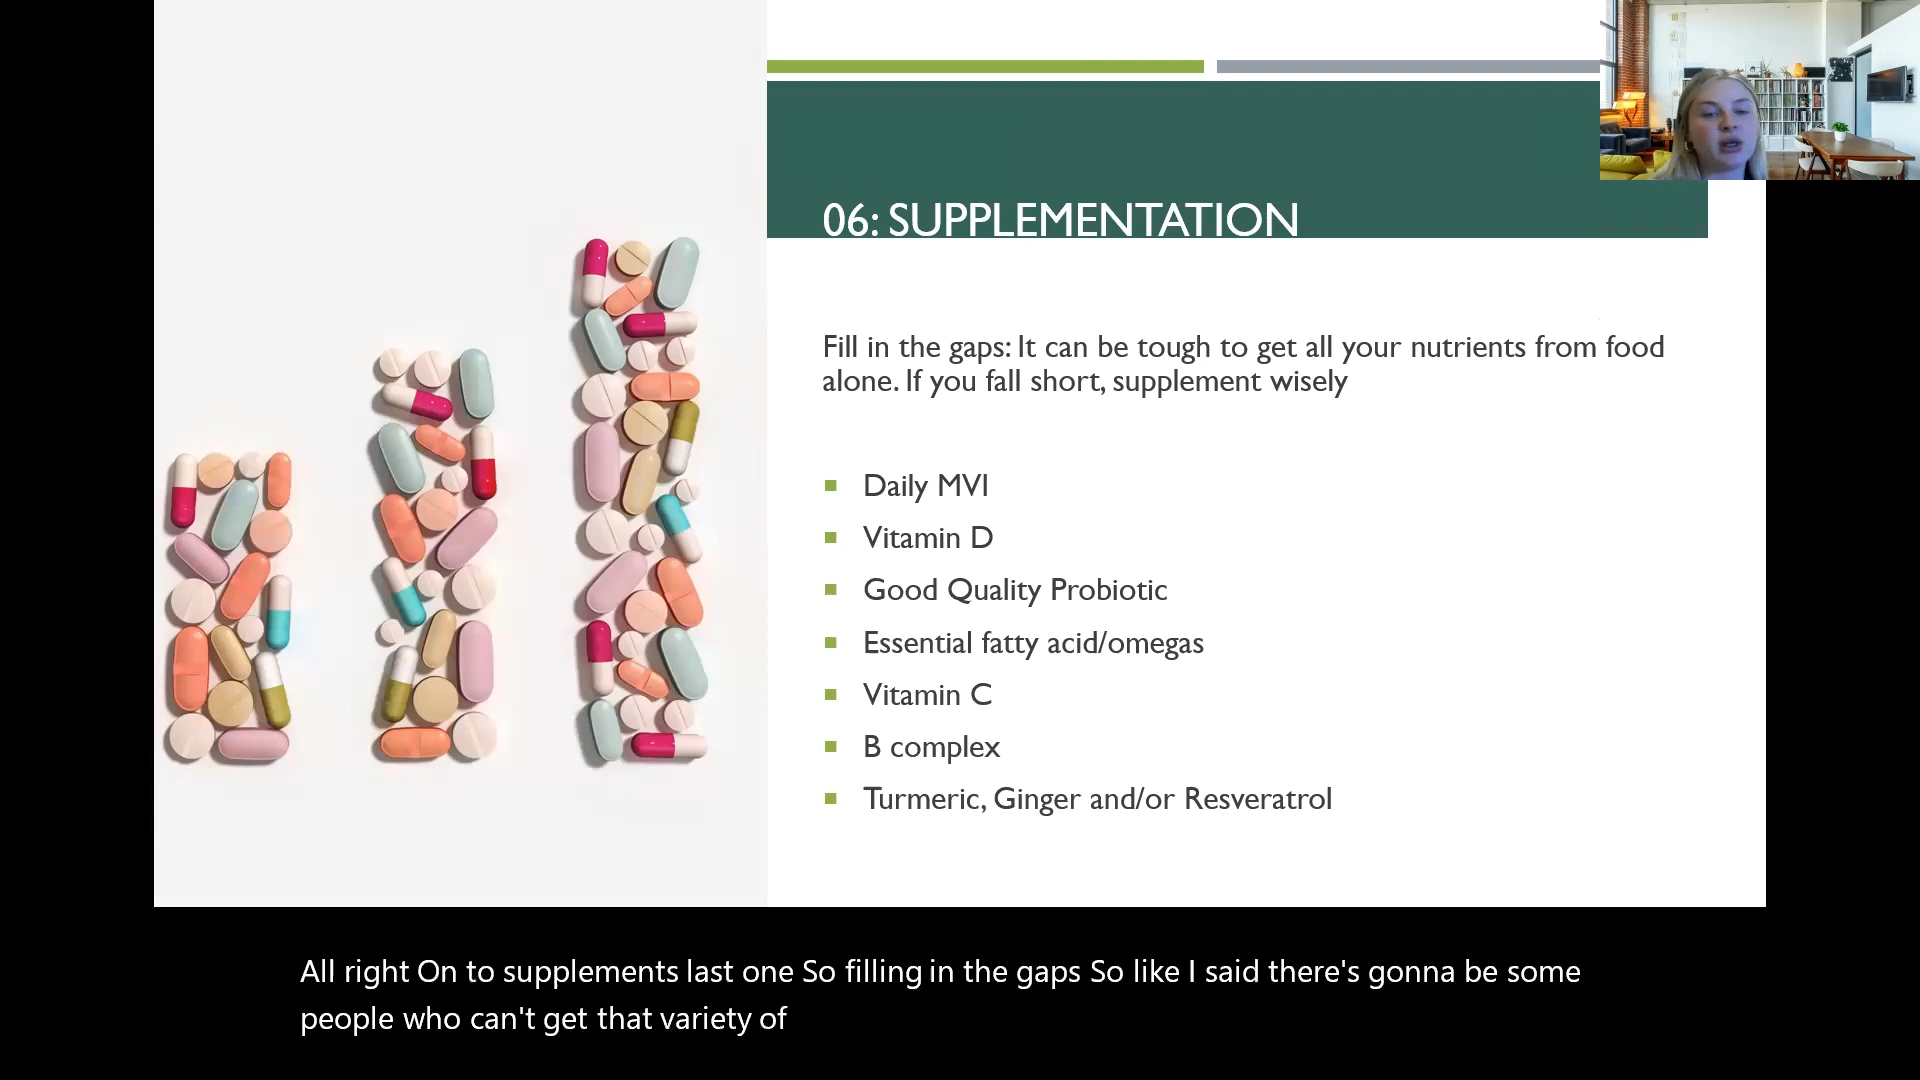 06: SUPPLEMENTATION
Fill in the gaps: It can be tough to get all your nutrients from food
alone. If you fall short, supplement wisely
Daily MVI
Vitamin D
Good Quality Probiotic
Essential fatty acid/omegas
Vitamin C
B complex
Turmeric, Ginger and/or Resveratrol
All right On to supplements last one So filling in the gaps So like I said there's gonna be some
people who can't get that variety of